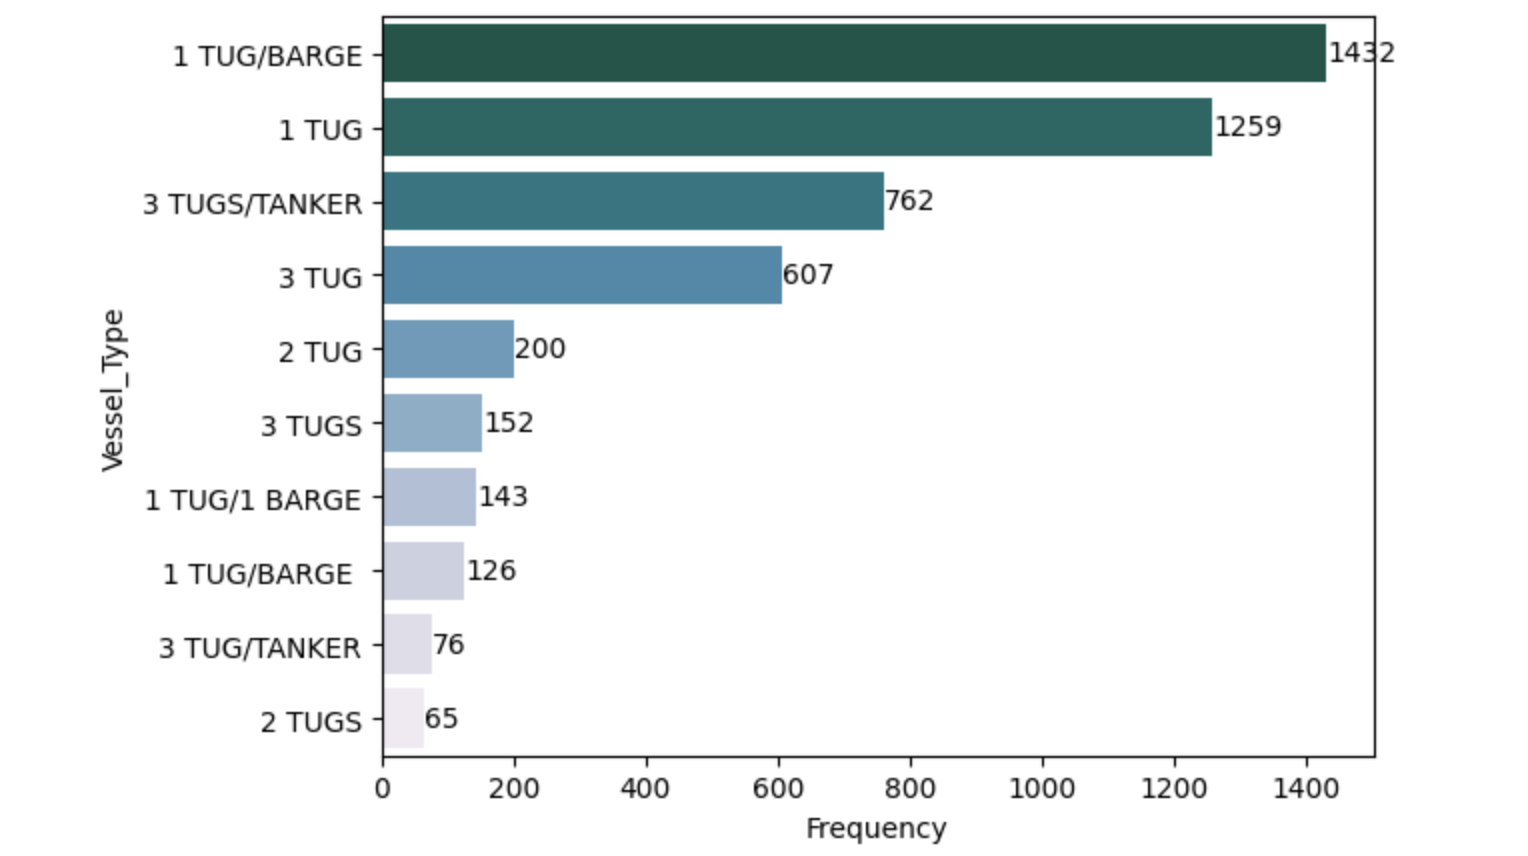 1 TUG/BARGE 1432
1 TUG 1259
3 TUGS/TANKER 762
3 TUG 607
2 TUG 200
3 TUGS 152
1 TUG/1 BARGE 143
1 TUG/BARGE 126
3 TUG/TANKER 76
2 TUGS 65
Vessel_Type
0 200 400 600 800 1000 1200 1400
Frequency